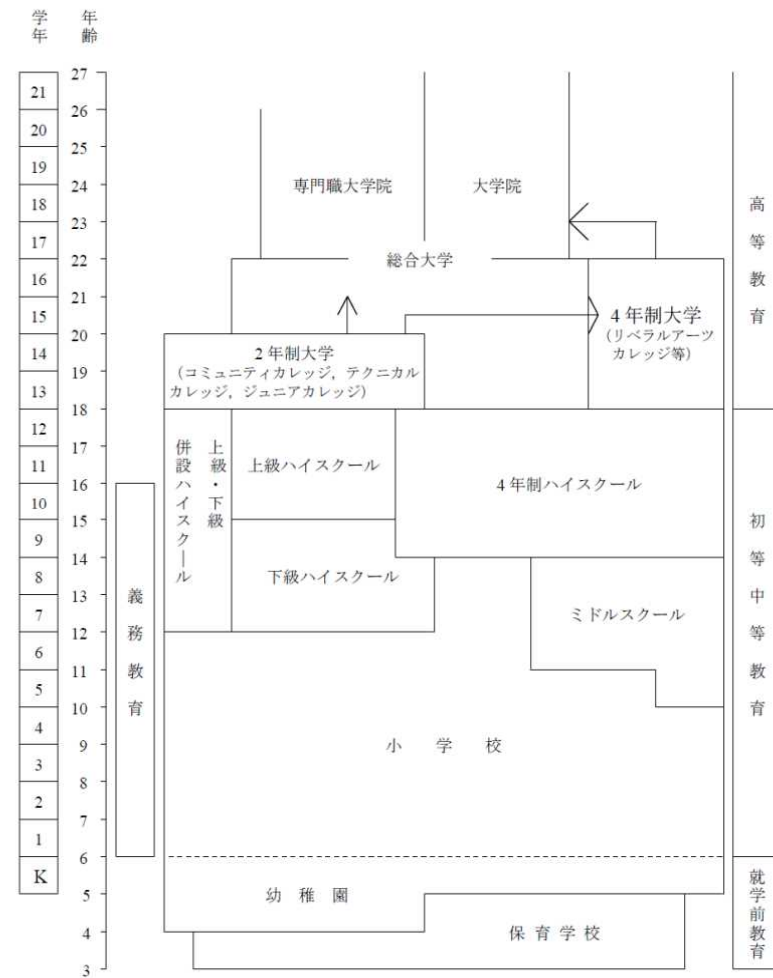 学年
年齢
27
21
26
20
25
19
24
18
23
17
22
16
21
15
20
14
19
13
18
12
17
11
16
10
15
9
14
8
13
7
12
6
11
5
10
4
9
3
8
2
7
1
6
K
5
4
3
義務教育
専門職大学院
大学院
総合大学
4年制大学
(リベラルアーツ
カレッジ等)
2年制大学
(コミュニティカレッジ,テクニカル
カレッジ,ジュニアカレッジ)
上級・下級
併設ハイスクール
上級ハイスクール
4年制ハイスクール
下級ハイスクール
ミドルスクール
小学校
幼稚園
保育学校
高等教育
初等中等教育
就学前教育